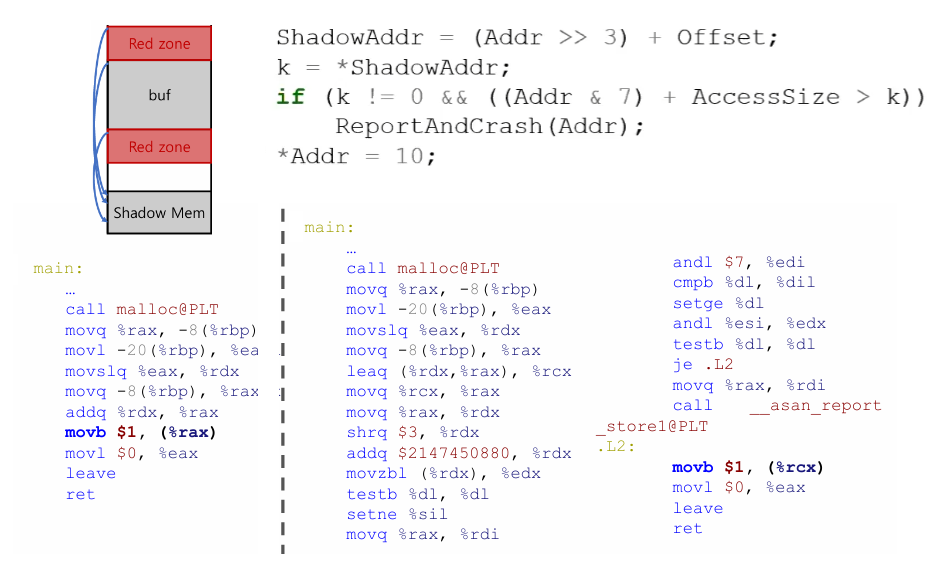 Red zone
buf
Red zone
Shadow Mem
ShadowAddr = (Addr >> 3) + Offset;
k = *ShadowAddr;
if (k != 0 && ((Addr & 7) + AccessSize > k))
ReportAndCrash(Addr);
*Addr = 10;
main:
…
call malloc@PLT
movq %rax, -8(%rbp)
movl -20(%rbp), %ea
movslq %eax, %rdx
movq -8(%rbp), %rax
addq %rdx, %rax
movb $1, (%rax)
movl $0, %eax
leave
ret
main:
…
call malloc@PLT
movq %rax, -8(%rbp)
movl -20(%rbp), %eax
movslq %eax, %rdx
movq -8(%rbp), %rax
leaq (%rdx,%rax), %rcx
movq %rcx, %rax
movq %rax, %rdx
shrq $3, %rdx
addq $2147450880, %rdx
movzbl (%rdx), %edx
testb %dl, %dl
setne %sil
movq %rax, %rdi
andl $7, %edi
cmpb %dl, %dil
setge %dl
andl %esi, %edx
testb %dl, %dl
je .L2
movq %rax, %rdi
call __asan_report
_store1@PLT
.L2:
movb $1, (%rcx)
movl $0, %eax
leave
ret